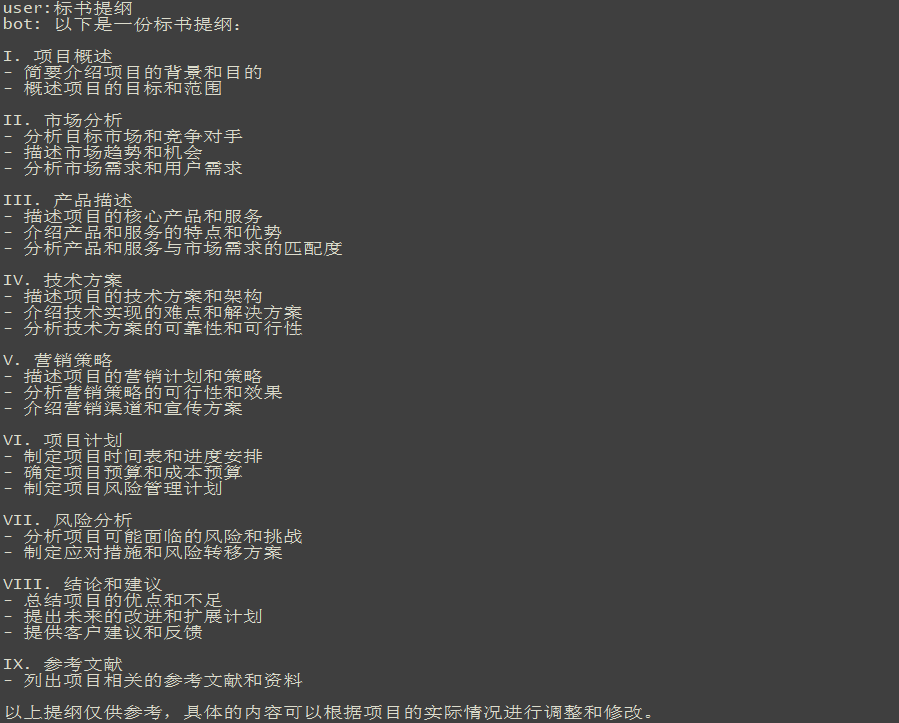 user:标书提纲
bot: 以下是一份标书提纲:
I. 项目概述
- 简要介绍项目的背景和目的
- 概述项目的目标和范围
II. 市场分析
- 分析目标市场和竞争对手
- 描述市场趋势和机会
- 分析市场需求和用户需求
III. 产品描述
- 描述项目的核心产品和服务
- 介绍产品和服务的特点和优势
- 分析产品和服务与市场需求的匹配度
IV. 技术方案
- 描述项目的技术方案和架构
- 介绍技术实现的难点和解决方案
- 分析技术方案的可靠性和可行性
V. 营销策略
- 描述项目的营销计划和策略
- 分析营销策略的可行性和效果
- 介绍营销渠道和宣传方案
VI. 项目计划
- 制定项目时间表和进度安排
- 确定项目预算和成本预算
- 制定项目风险管理计划
VII. 风险分析
- 分析项目可能面临的风险和挑战
- 制定应对措施和风险转移方案
VIII. 结论和建议
- 总结项目的优点和不足
- 提出未来的改进和扩展计划
- 提供客户建议和反馈
IX. 参考文献
- 列出项目相关的参考文献和资料
以上提纲仅供参考，具体的内容可以根据项目的实际情况进行调整和修改。